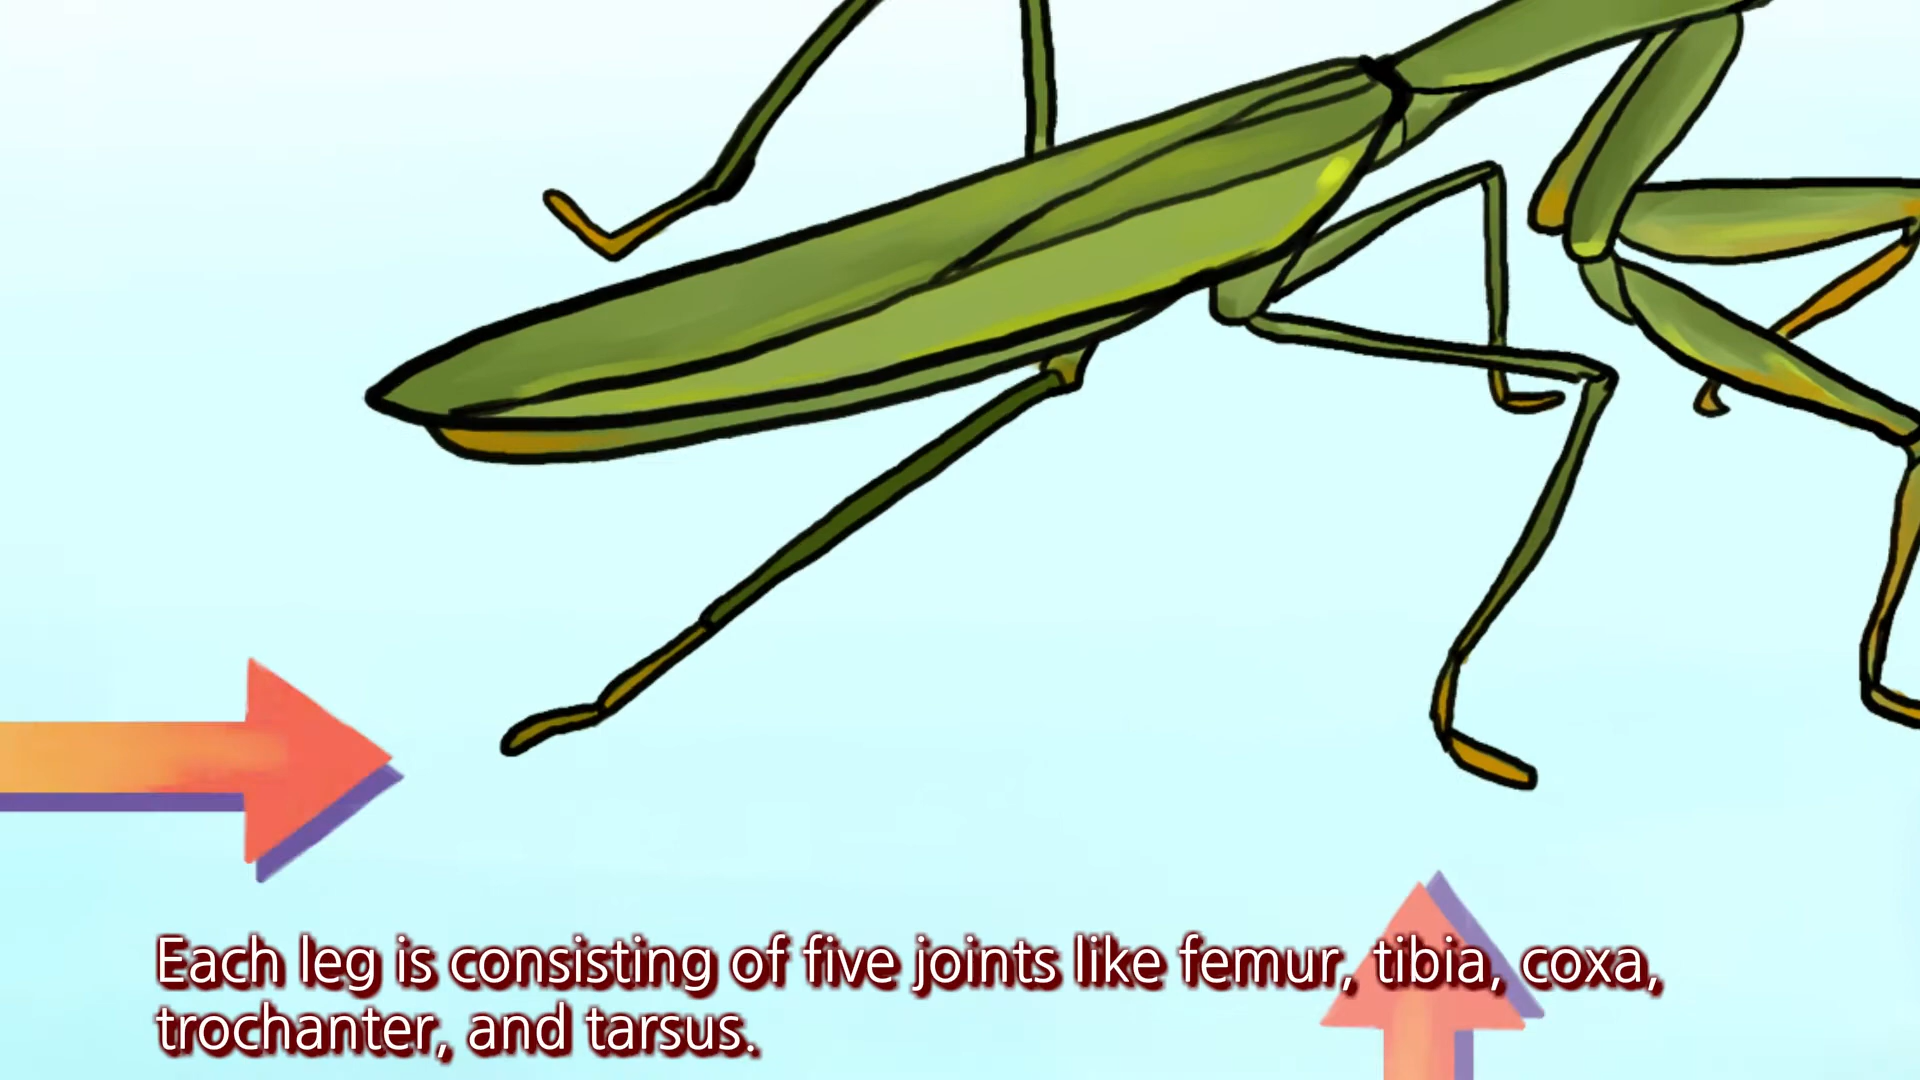 Each leg is consisting of five joints like femur, tibia, coxa,
trochanter, and tarsus.